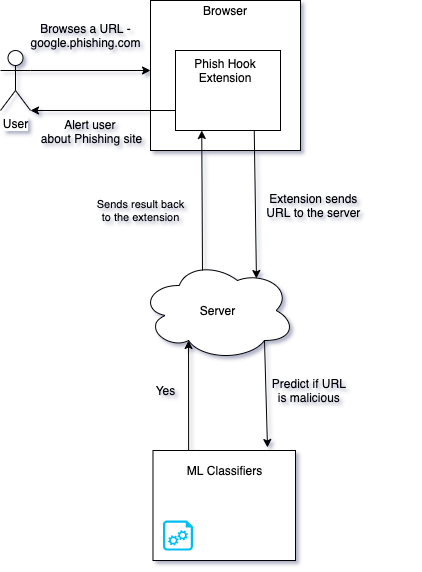 Browser
Browses a URL -
google.phishing.com
Phish Hook
Extension
User
Alert user
about Phishing site
Sends result back
to the extension
Extension sends
URL to the server
Server
Yes
Predict if URL
is malicious
ML Classifiers